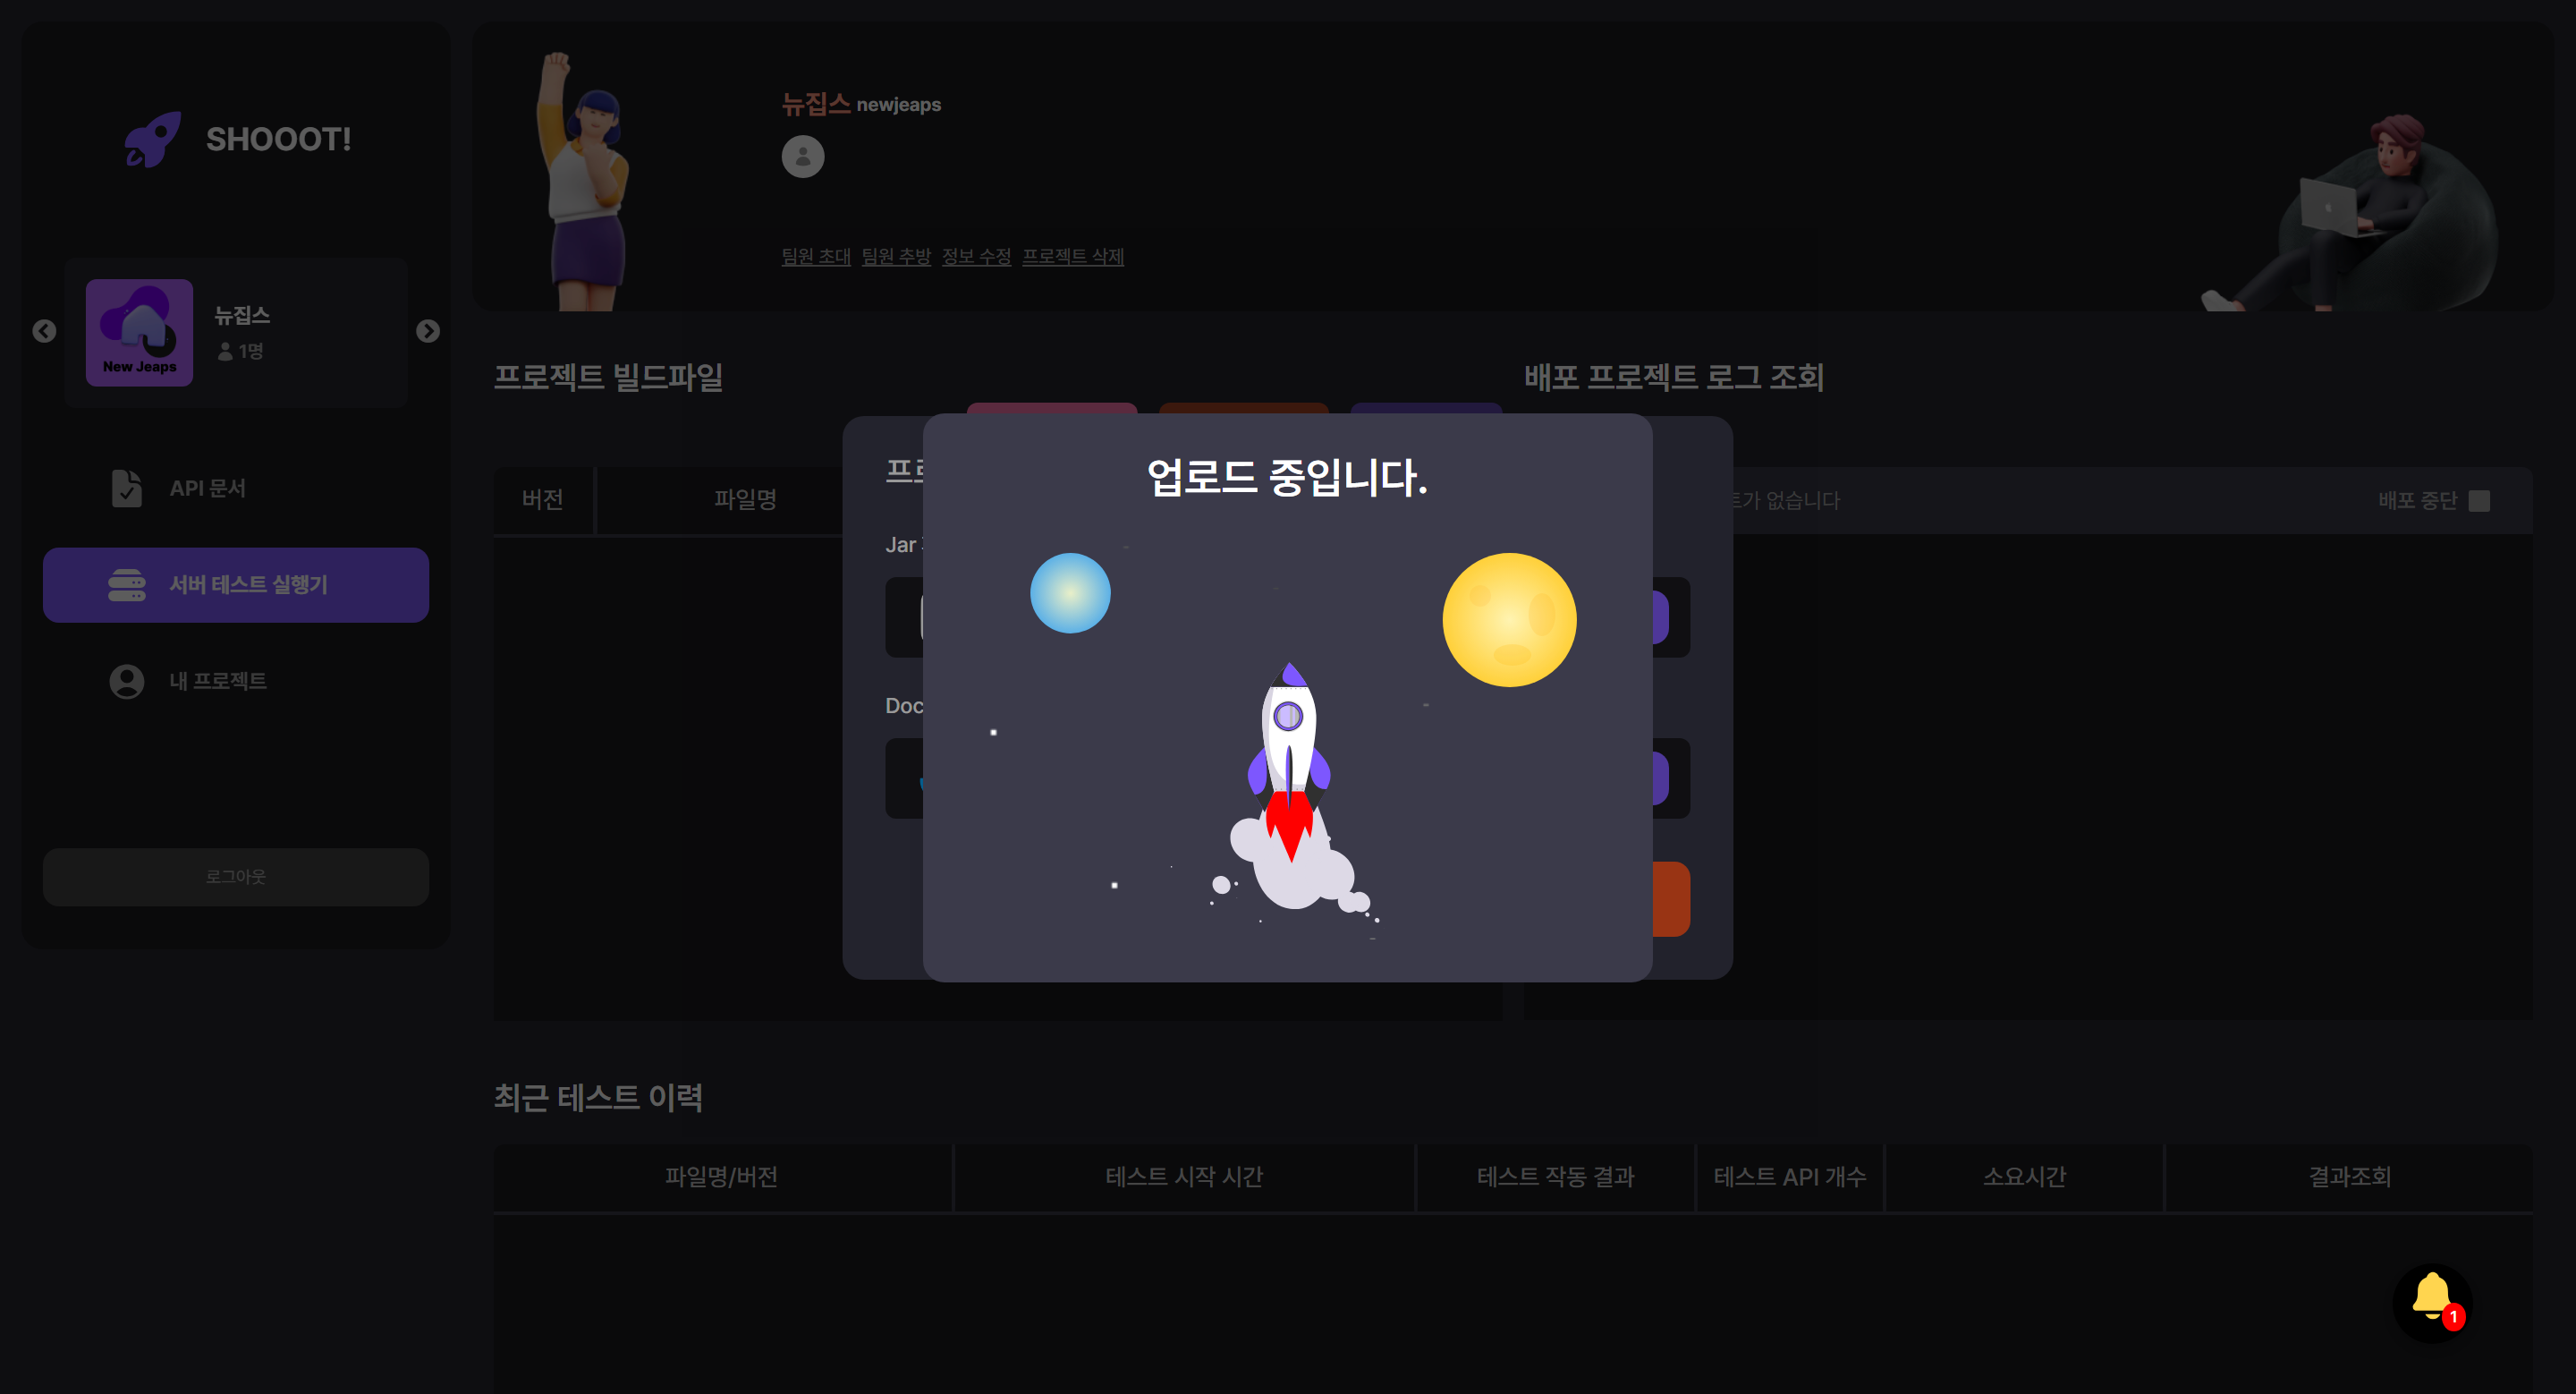 SHOOOT!
New Jeaps
뉴집스
1명
API 문서
서버 테스트 실행기
내 프로젝트
로그아웃
뉴집스 newjeaps
팀원 초대 팀원 추방 정보 수정 프로젝트 삭제
프로젝트 빌드파일
배포 프로젝트 로그 조회
버전 파일명
없습니다
배포 중단
Jar
업로드 중입니다.
최근 테스트 이력
파일명/버전 테스트 시작 시간 테스트 작동 결과 테스트 API 개수 소요시간 결과조회
1